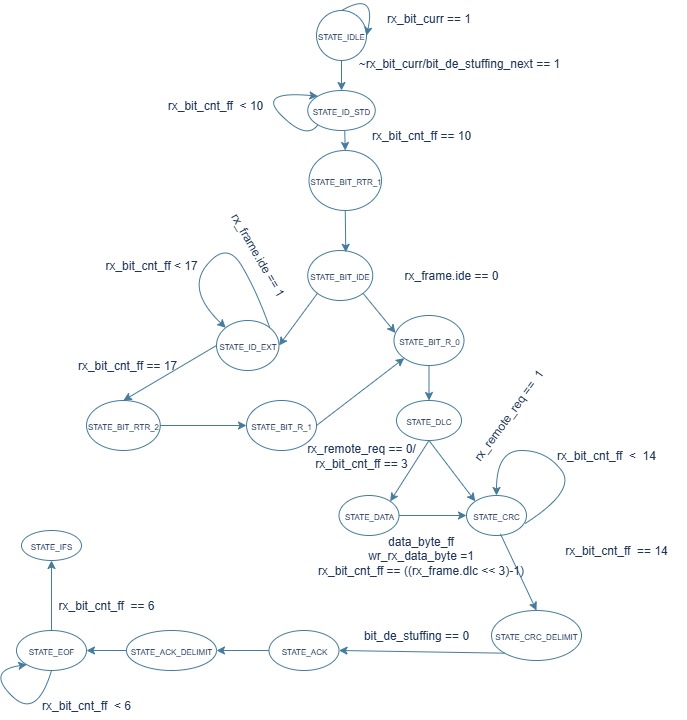 rx_bit_curr == 1
STATE_IDLE
~rx_bit_curr/bit_de_stuffing_next == 1
rx_bit_cnt_ff < 10
STATE_ID_STD
rx_bit_cnt_ff == 10
STATE_BIT_RTR_1
rx_frame.ide == 1
rx_bit_cnt_ff < 17
STATE_BIT_IDE
rx_frame.ide == 0
STATE_ID_EXT
STATE_BIT_R_0
rx_bit_cnt_ff == 17
STATE_BIT_RTR_2
STATE_BIT_R_1
STATE_DLC
rx_remote_req == 1
rx_remote_req == 0/
rx_bit_cnt_ff == 3
rx_bit_cnt_ff < 14
STATE_DATA
STATE_CRC
data_byte_ff
wr_rx_data_byte =1
rx_bit_cnt_ff == ((rx_frame.dlc << 3)-1)
rx_bit_cnt_ff == 14
STATE_IFS
rx_bit_cnt_ff == 6
STATE_EOF
STATE_ACK_DELIMIT
STATE_ACK
bit_de_stuffing == 0
STATE_CRC_DELIMIT
rx_bit_cnt_ff < 6